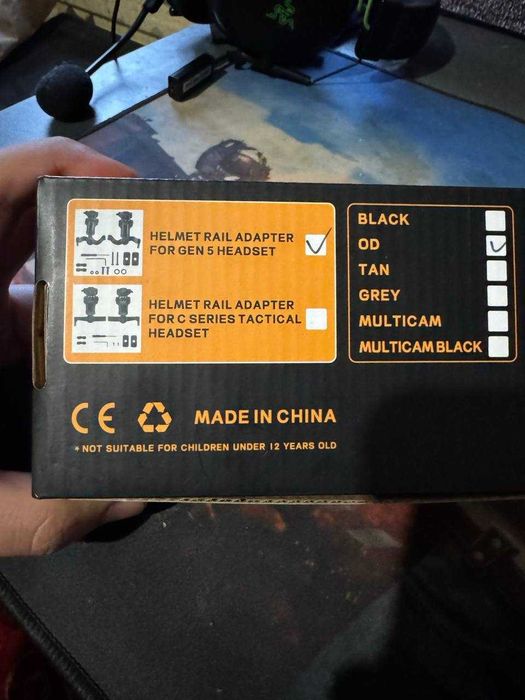 HELMET RAIL ADAPTER
FOR GEN 5 HEADSET
HELMET RAIL ADAPTER
FOR C SERIES TACTICAL
HEADSET
BLACK
OD
TAN
GREY
MULTICAM
MULTICAM BLACK
CE
MADE IN CHINA
* NOT SUITABLE FOR CHILDREN UNDER 12 YEARS OLD